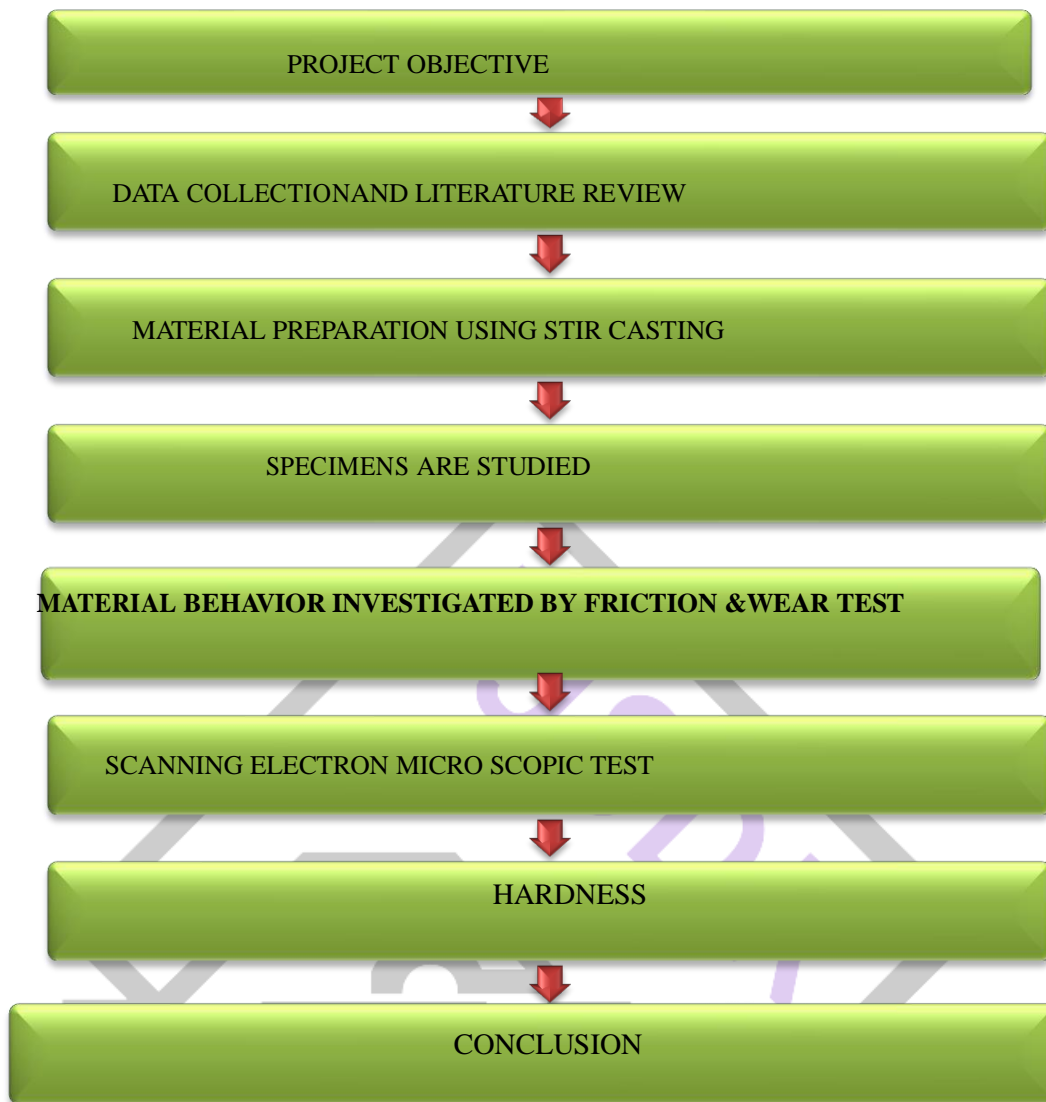 PROJECT OBJECTIVE
DATA COLLECTIONAND LITERATURE REVIEW
MATERIAL PREPARATION USING STIR CASTING
SPECIMENS ARE STUDIED
MATERIAL BEHAVIOR INVESTIGATED BY FRICTION &WEAR TEST
SCANNING ELECTRON MICRO SCOPIC TEST
HARDNESS
CONCLUSION